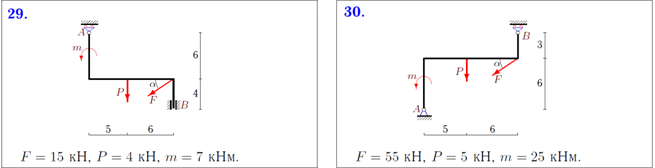 29.
A
m
6
α
P
F
4
B
5
6
F = 15 кН, P = 4 кН, m = 7 кНм.
30.
B
3
α
m
P
F
6
A
5
6
F = 55 кН, P = 5 кН, m = 25 кНм.